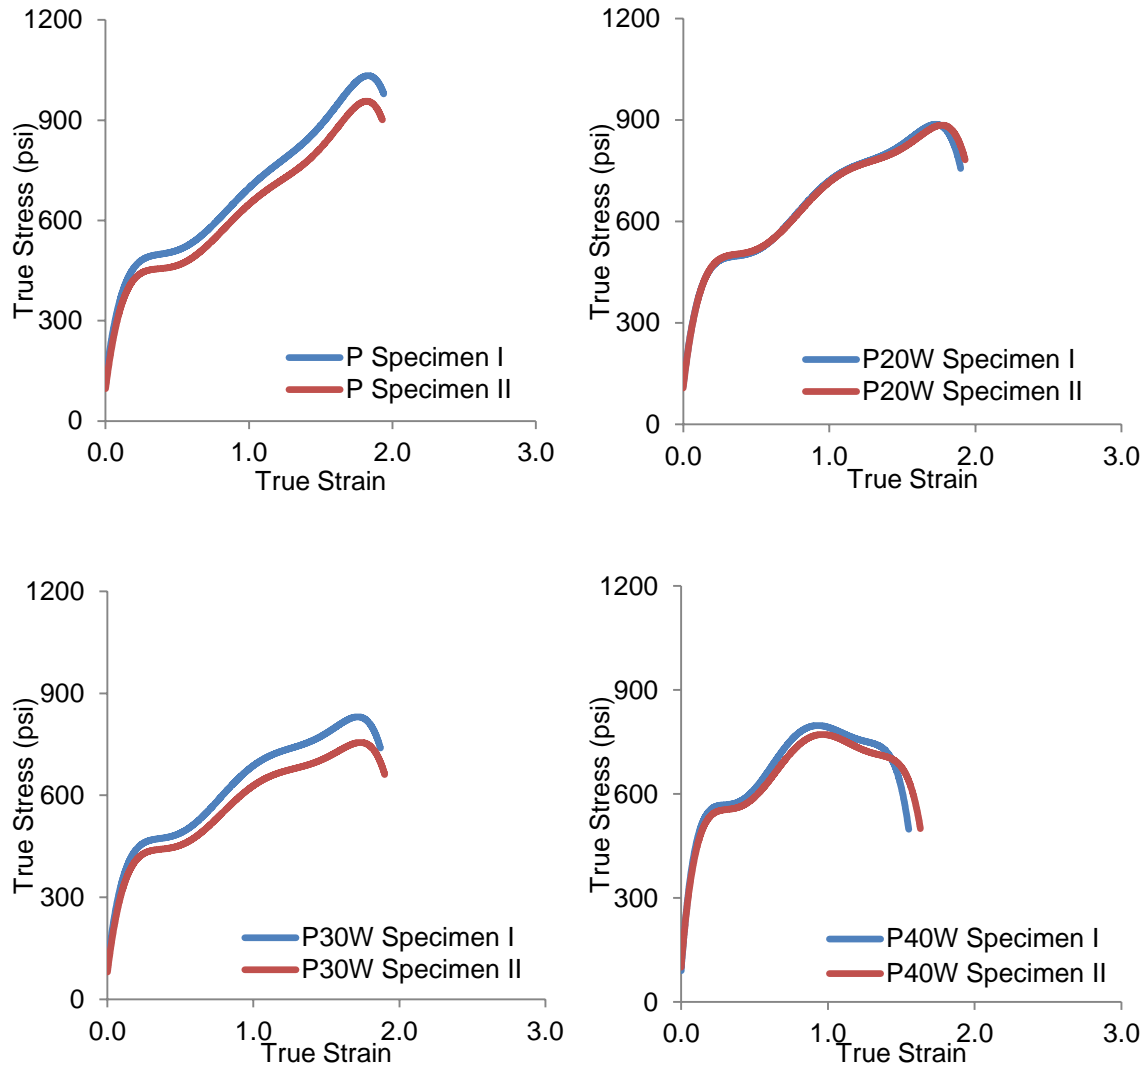 1200
900
600
300
0
True Stress (psi)
P Specimen I
P Specimen II
0.0 1.0 2.0 3.0
True Strain
1200
900
600
300
0
True Stress (psi)
P20W Specimen I
P20W Specimen II
0.0 1.0 2.0 3.0
True Strain
1200
900
600
300
0
True Stress (psi)
P30W Specimen I
P30W Specimen II
0.0 1.0 2.0 3.0
True Strain
1200
900
600
300
0
True Stress (psi)
P40W Specimen I
P40W Specimen II
0.0 1.0 2.0 3.0
True Strain